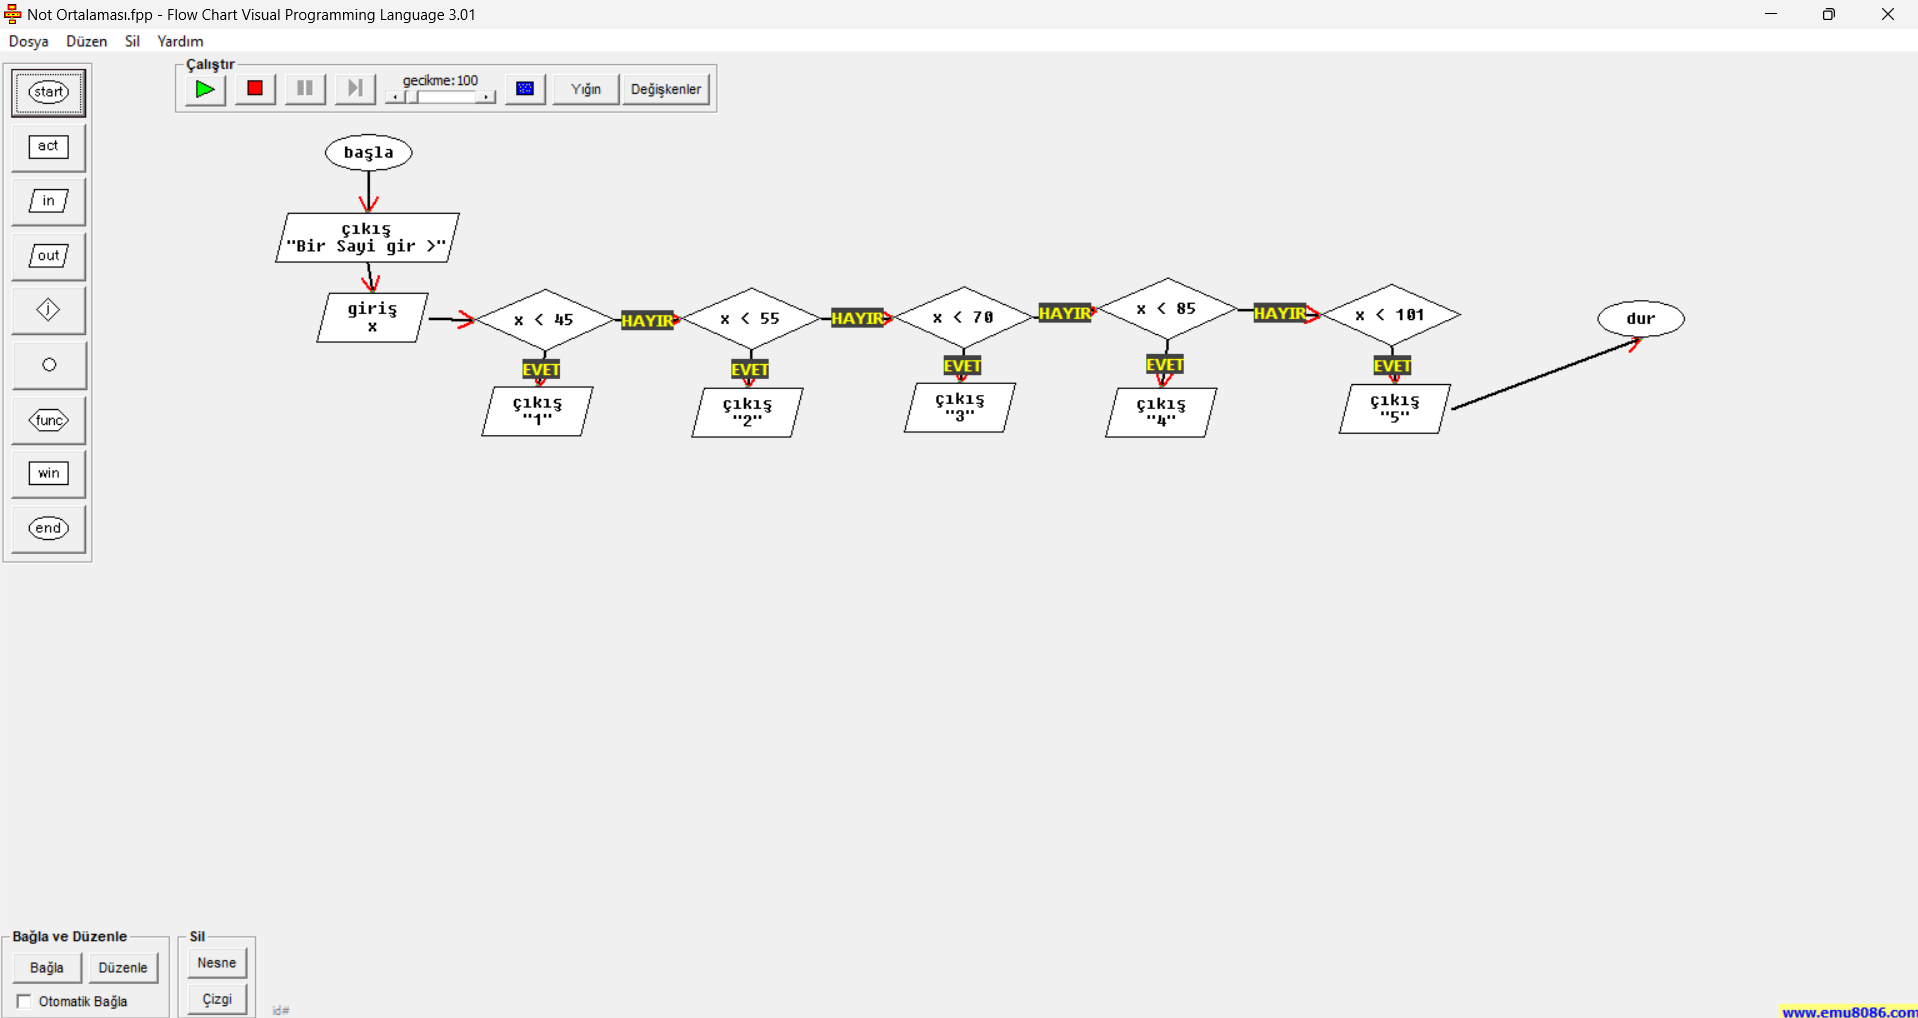 Not Ortalaması.fpp - Flow Chart Visual Programming Language 3.01
Dosya Düzen Sil Yardım
Çalıştır
gecikme:100
Yığın
Değişkenler
start
act
in
out
j
func
win
end
başla
çıkış
"Bir Sayi gir >"
giriş
x
x < 45
HAYIR
x < 55
HAYIR
x < 70
HAYIR
x < 85
HAYIR
x < 101
dur
EVET
EVET
EVET
EVET
EVET
çıkış
"1"
çıkış
"2"
çıkış
"3"
çıkış
"4"
çıkış
"5"
Bağla ve Düzenle
Bağla
Düzenle
Otomatik Bağla
Sil
Nesne
Çizgi
id#
www.emu8086.com